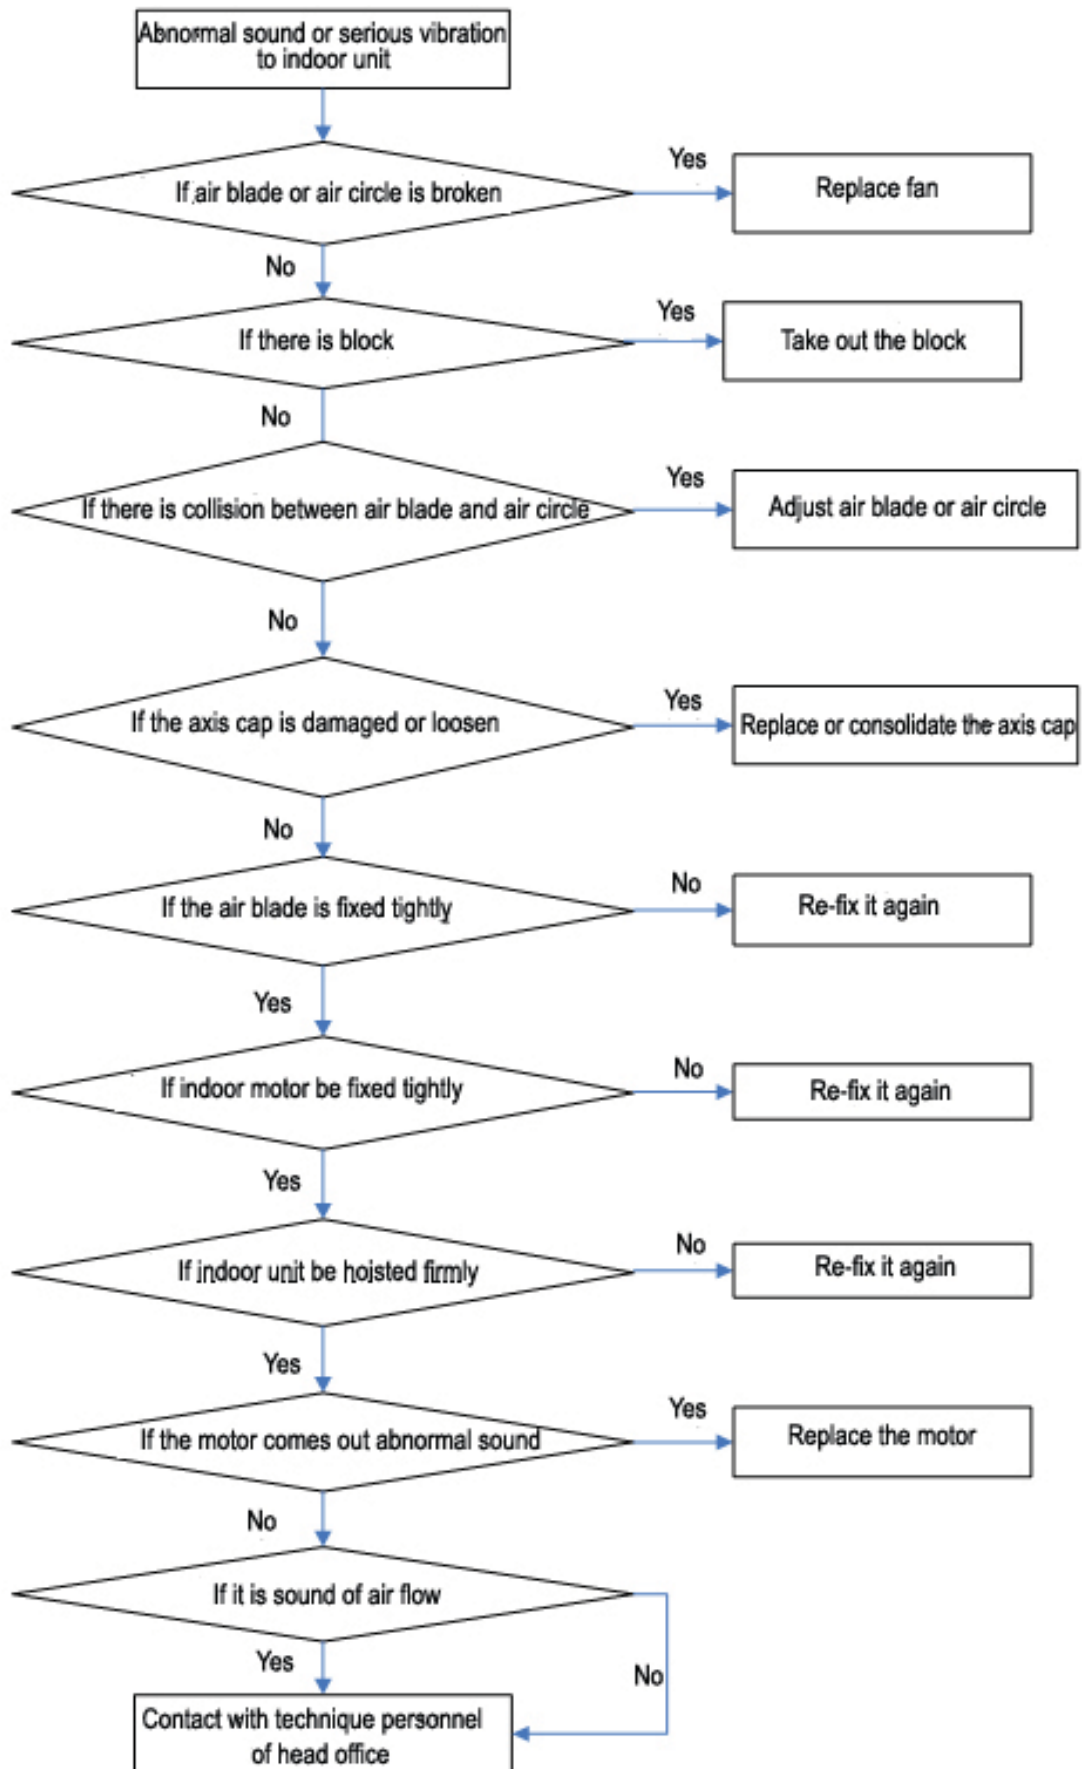 Abnormal sound or serious vibration
to indoor unit
If air blade or air circle is broken
Yes
Replace fan
No
If there is block
Yes
Take out the block
No
If there is collision between air blade and air circle
Yes
Adjust air blade or air circle
No
If the axis cap is damaged or loosen
Yes
Replace or consolidate the axis cap
No
If the air blade is fixed tightly
No
Re-fix it again
Yes
If indoor motor be fixed tightly
No
Re-fix it again
Yes
If indoor unit be hoisted firmly
No
Re-fix it again
Yes
If the motor comes out abnormal sound
Yes
Replace the motor
No
If it is sound of air flow
Yes
No
Contact with technique personnel
of head office